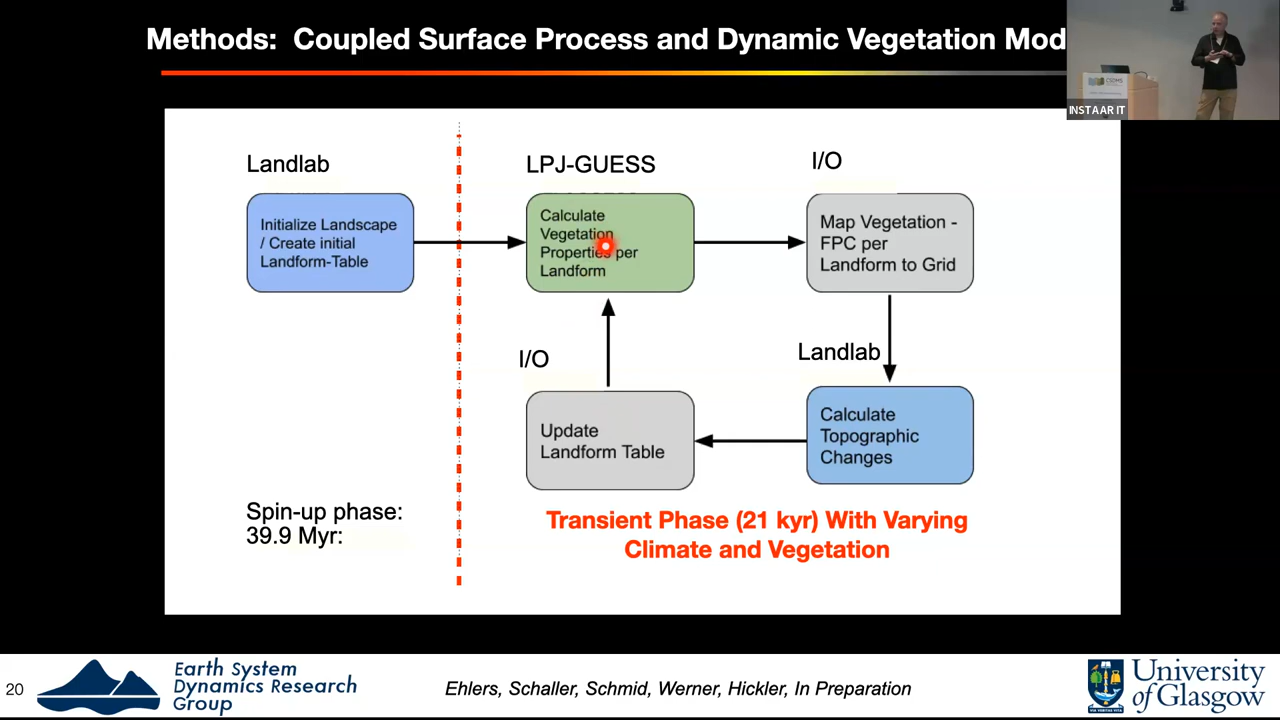 Methods: Coupled Surface Process and Dynamic Vegetation Mod
INSTAAR IT
Landlab
LPJ-GUESS
I/O
Initialize Landscape
/ Create initial
Landform-Table
Calculate
Vegetation
Properties per
Landform
Map Vegetation -
FPC per
Landform to Grid
I/O
Landlab
Update
Landform Table
Calculate
Topographic
Changes
Spin-up phase:
39.9 Myr:
Transient Phase (21 kyr) With Varying
Climate and Vegetation
20
Earth System
Dynamics Research
Group
Ehlers, Schaller, Schmid, Werner, Hickler, In Preparation
University
of Glasgow